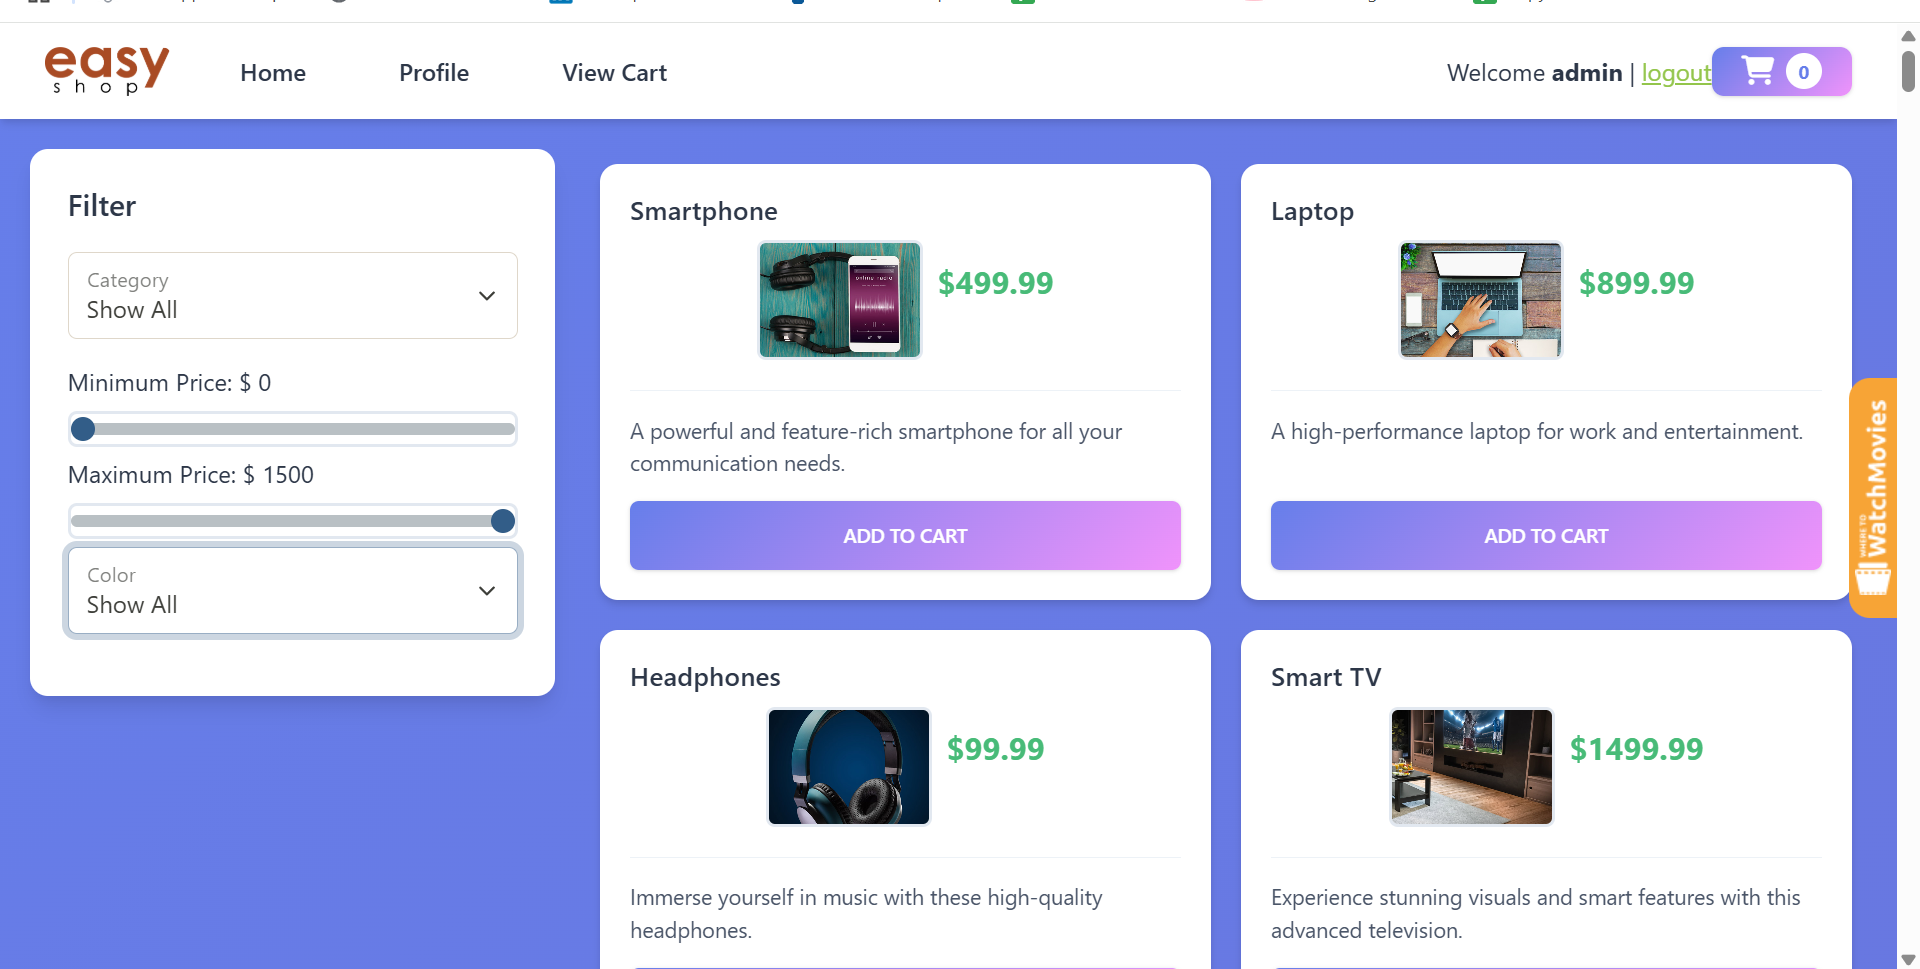 easy
shop
Home
Profile
View Cart
Welcome admin | logout
0
Filter
Category
Show All
Minimum Price: $ 0
Maximum Price: $ 1500
Color
Show All
Smartphone
online radio
$499.99
A powerful and feature-rich smartphone for all your
communication needs.
ADD TO CART
Laptop
$899.99
A high-performance laptop for work and entertainment.
ADD TO CART
Headphones
$99.99
Immerse yourself in music with these high-quality
headphones.
Smart TV
$1499.99
Experience stunning visuals and smart features with this
advanced television.
WHERE TO
WatchMovies